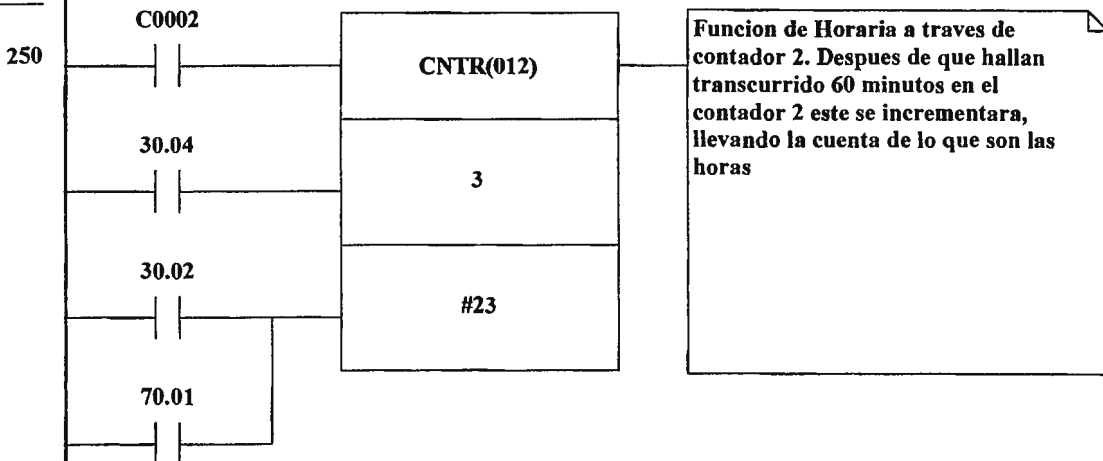 C0002
250
CNTR(012)
30.04
3
30.02
#23
70.01
Funcion de Horaria a traves de
contador 2. Despues de que hallan
transcurrido 60 minutos en el
contador 2 este se incrementara,
llevando la cuenta de lo que son las
horas